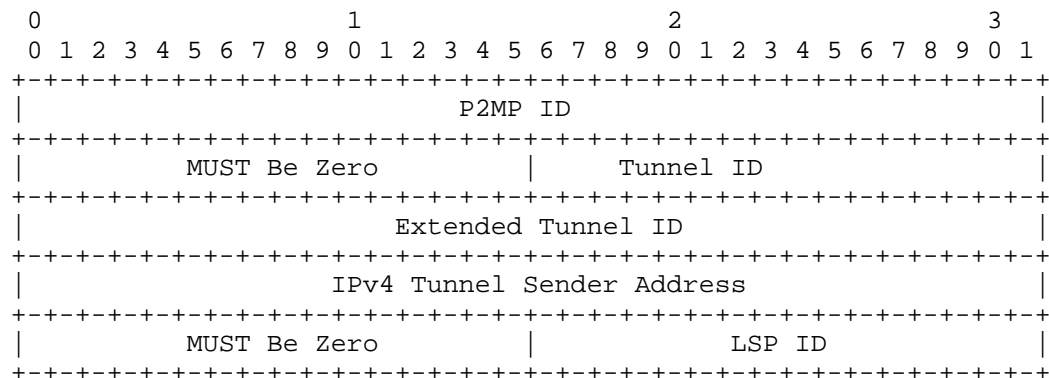 0                   1                   2                   3
 0 1 2 3 4 5 6 7 8 9 0 1 2 3 4 5 6 7 8 9 0 1 2 3 4 5 6 7 8 9 0 1
+-+-+-+-+-+-+-+-+-+-+-+-+-+-+-+-+-+-+-+-+-+-+-+-+-+-+-+-+-+-+-+-+
|                           P2MP ID                             |
+-+-+-+-+-+-+-+-+-+-+-+-+-+-+-+-+-+-+-+-+-+-+-+-+-+-+-+-+-+-+-+-+
|          MUST Be Zero         |     Tunnel ID                 |
+-+-+-+-+-+-+-+-+-+-+-+-+-+-+-+-+-+-+-+-+-+-+-+-+-+-+-+-+-+-+-+-+
|                       Extended Tunnel ID                      |
+-+-+-+-+-+-+-+-+-+-+-+-+-+-+-+-+-+-+-+-+-+-+-+-+-+-+-+-+-+-+-+-+
|                   IPv4 Tunnel Sender Address                  |
+-+-+-+-+-+-+-+-+-+-+-+-+-+-+-+-+-+-+-+-+-+-+-+-+-+-+-+-+-+-+-+-+
|          MUST Be Zero         |            LSP ID             |
+-+-+-+-+-+-+-+-+-+-+-+-+-+-+-+-+-+-+-+-+-+-+-+-+-+-+-+-+-+-+-+-+